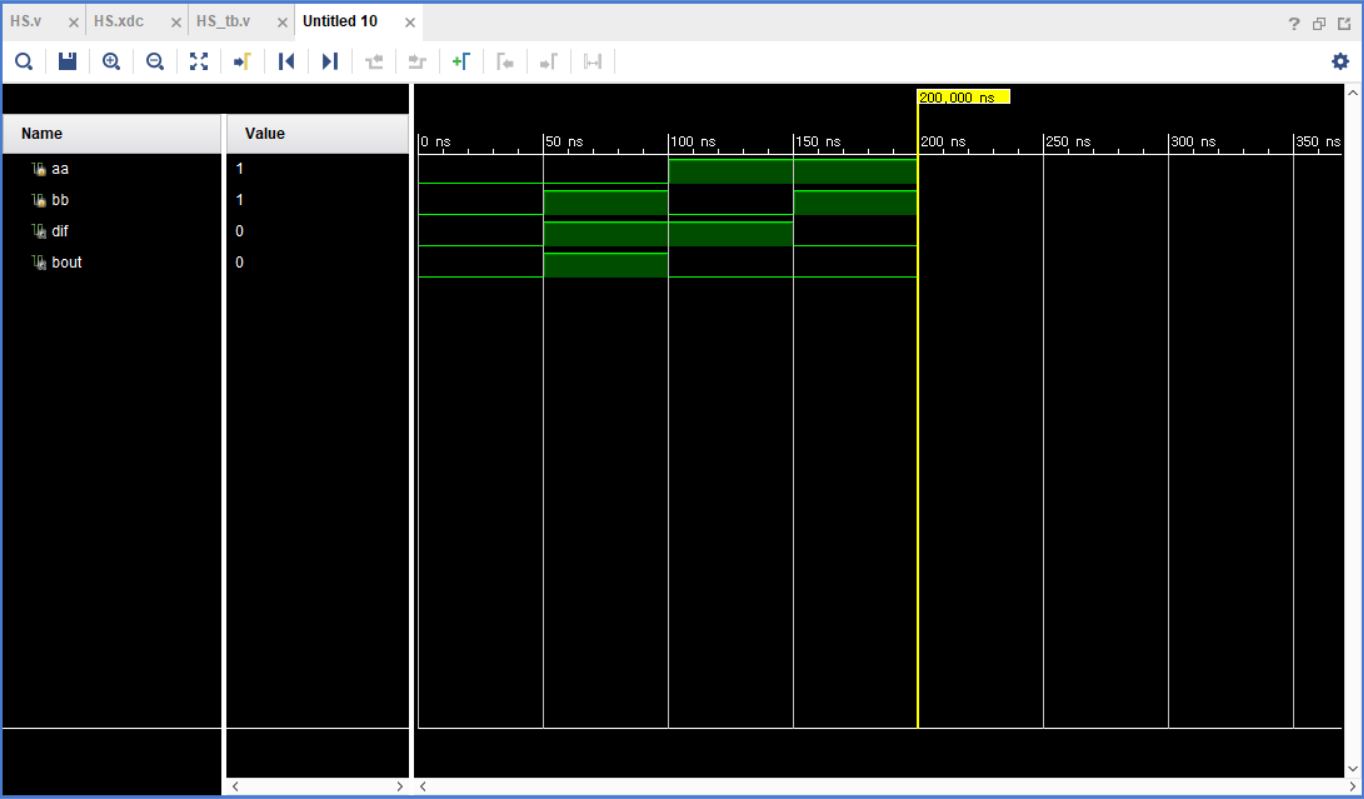 HS.v HS.xdc HS_tb.v Untitled 10
200,000 ns
Name Value
0 ns 50 ns 100 ns 150 ns 200 ns 250 ns 300 ns 350 ns
aa 1
bb 1
dif 0
bout 0